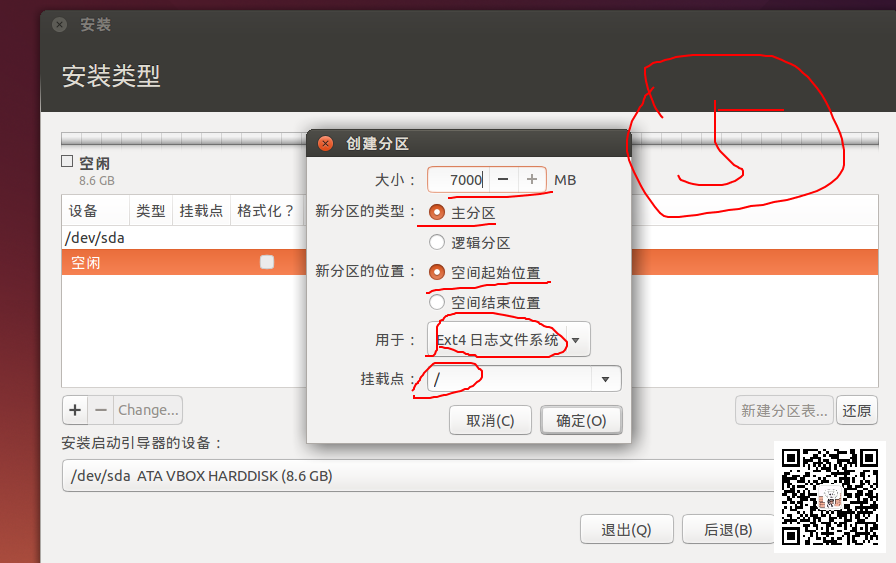 安装
安装类型
5
空闲
8.6 GB
设备 类型 挂载点 格式化？
/dev/sda
空闲
创建分区
大小： 7000 MB
新分区的类型： 主分区
逻辑分区
新分区的位置： 空间起始位置
空间结束位置
用于： Ext4 日志文件系统
挂载点： /
取消(C) 确定(O)
+ − Change... 新建分区表... 还原
安装启动引导器的设备：
/dev/sda ATA VBOX HARDDISK (8.6 GB)
退出(Q) 后退(B)